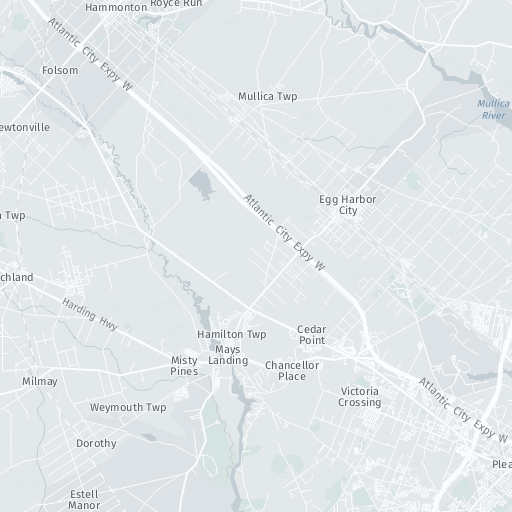 Royce Run
Hammonton
Atlantic City Expy W
Folsom
Mullica Twp
Mullica
River
ewtonville
Egg Harbor
City
Atlantic City Expy W
a Twp
chland
Harding Hwy
Hamilton Twp
Mays
Landing
Cedar
Point
Misty
Pines
Chancellor
Place
Milmay
Victoria
Crossing
Atlantic City Expy W
Weymouth Twp
Dorothy
Plea
Estell
Manor